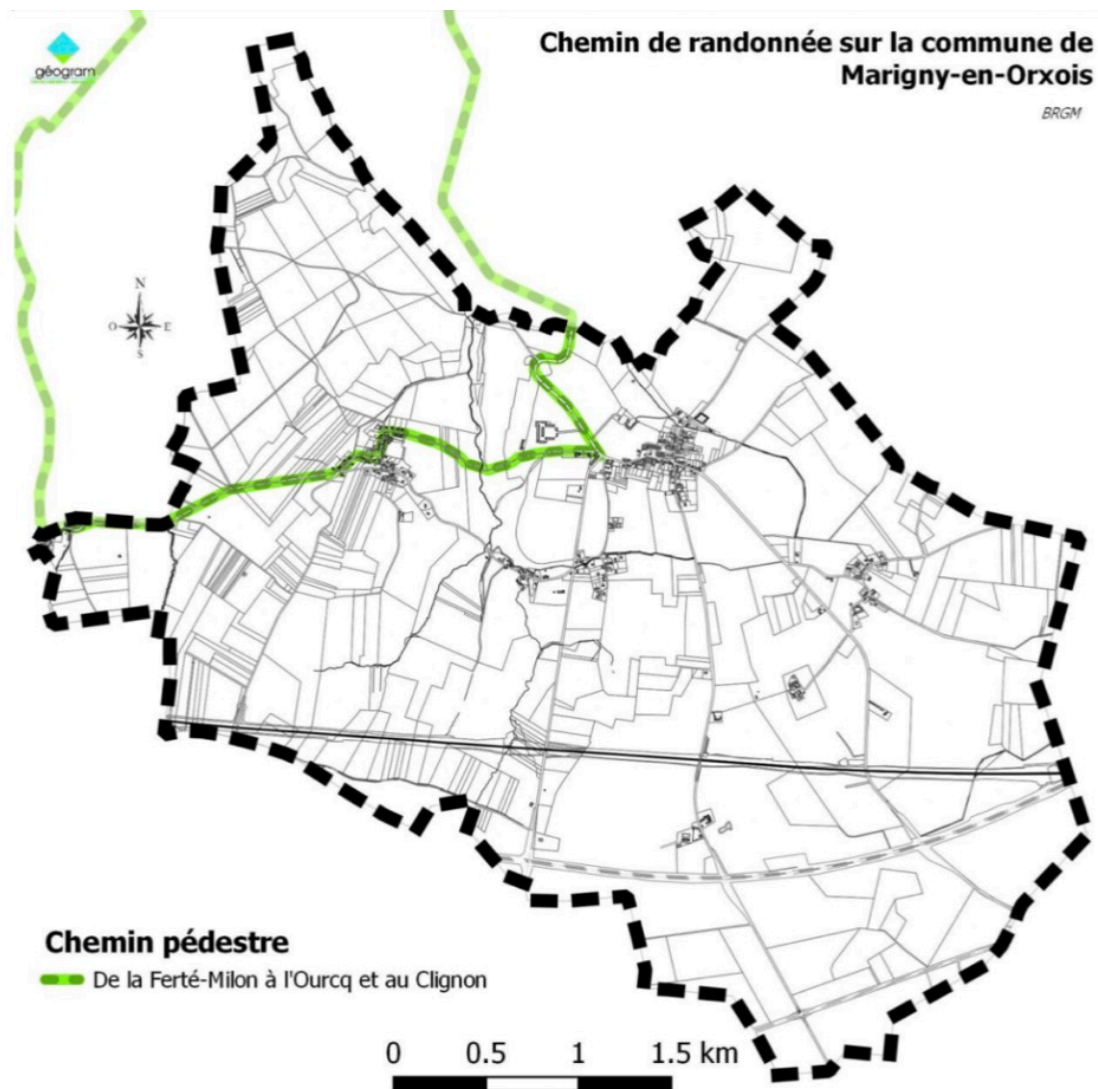 géogram
Chemin de randonnée sur la commune de
Marigny-en-Orxois
BRGM
N
O E
S
Chemin pédestre
De la Ferté-Milon à l'Ourcq et au Clignon
0 0.5 1 1.5 km